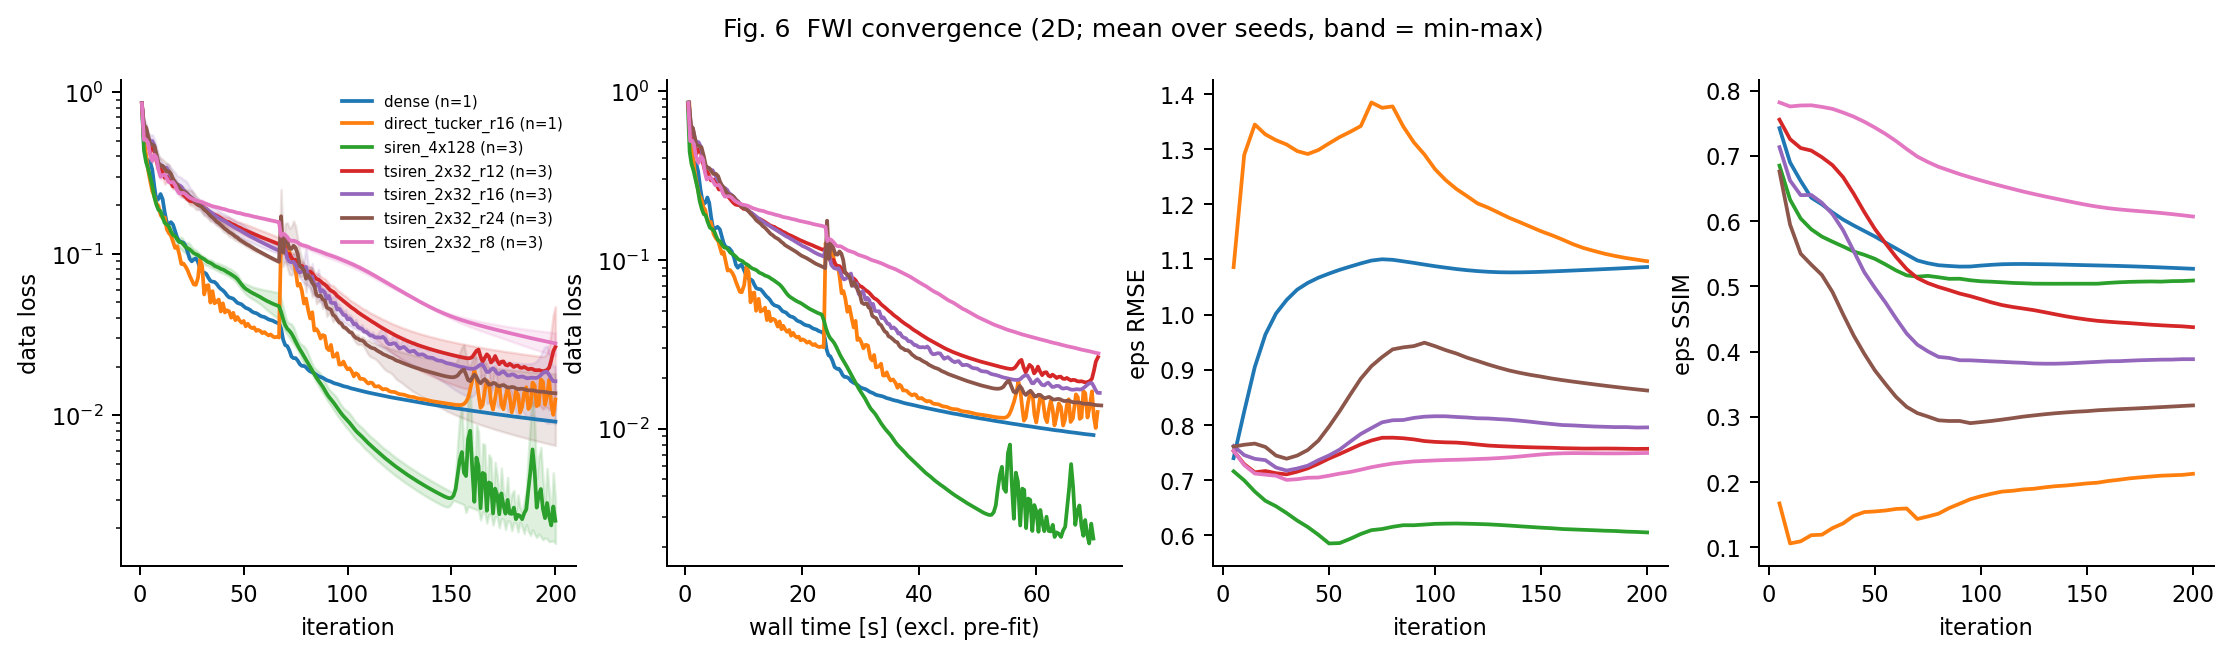 Fig. 6  FWI convergence (2D; mean over seeds, band = min-max)
data loss
10^0
10^-1
10^-2
0
50
100
150
200
iteration
dense (n=1)
direct_tucker_r16 (n=1)
siren_4x128 (n=3)
tsiren_2x32_r12 (n=3)
tsiren_2x32_r16 (n=3)
tsiren_2x32_r24 (n=3)
tsiren_2x32_r8 (n=3)
data loss
10^0
10^-1
10^-2
0
20
40
60
wall time [s] (excl. pre-fit)
eps RMSE
1.4
1.3
1.2
1.1
1.0
0.9
0.8
0.7
0.6
0
50
100
150
200
iteration
eps SSIM
0.8
0.7
0.6
0.5
0.4
0.3
0.2
0.1
0
50
100
150
200
iteration